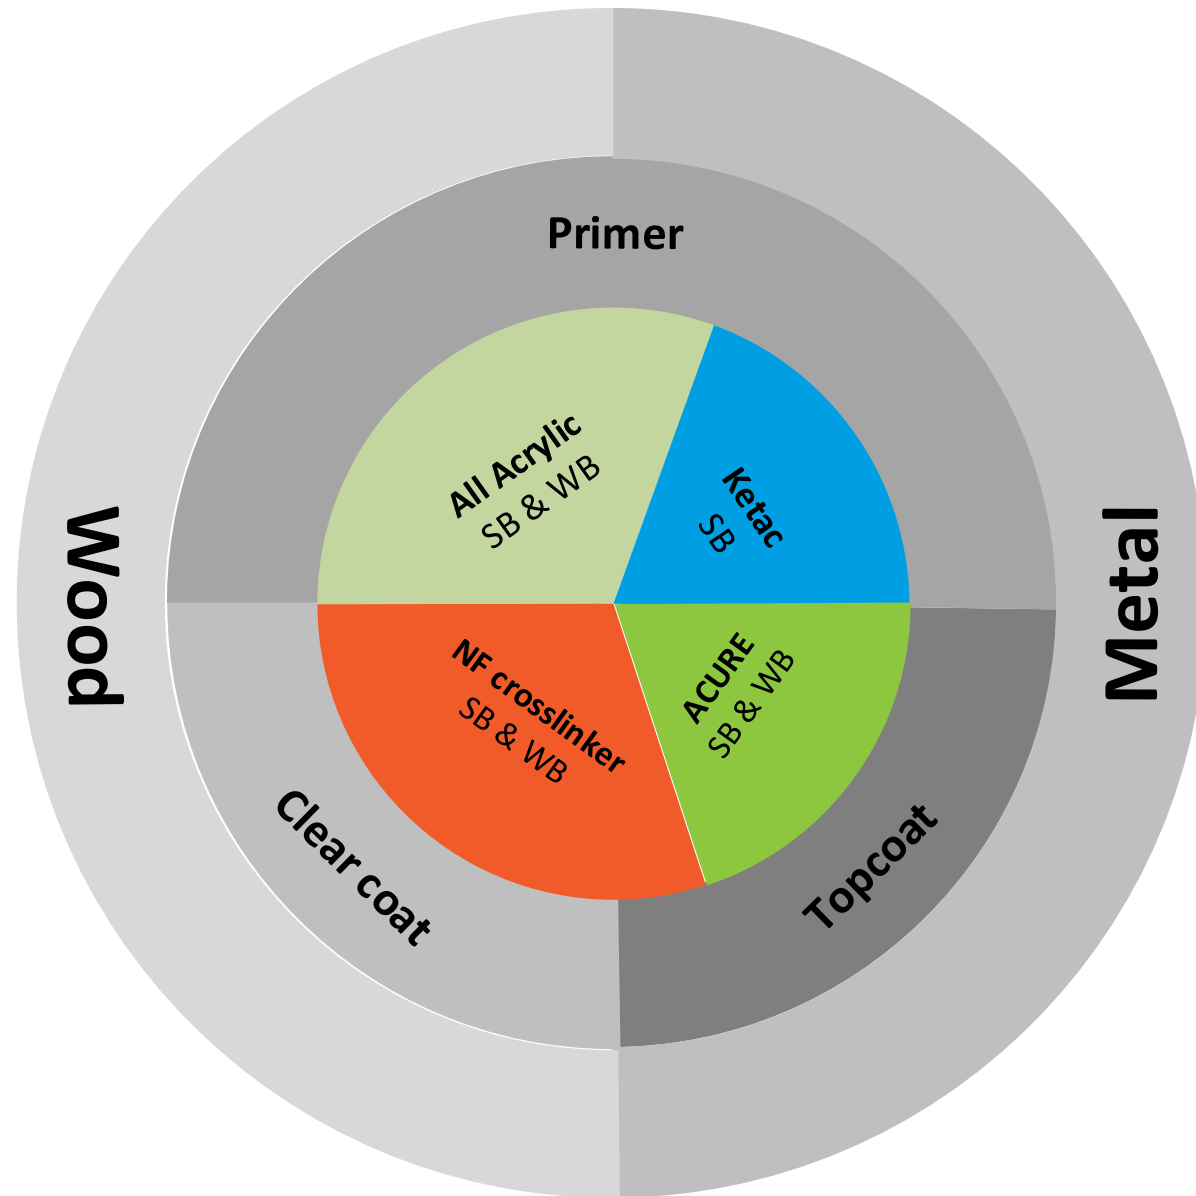 Primer
All Acrylic
SB & WB
Ketac
SB
Wood
Metal
NF crosslinker
SB & WB
ACURE
SB & WB
Clear coat
Topcoat